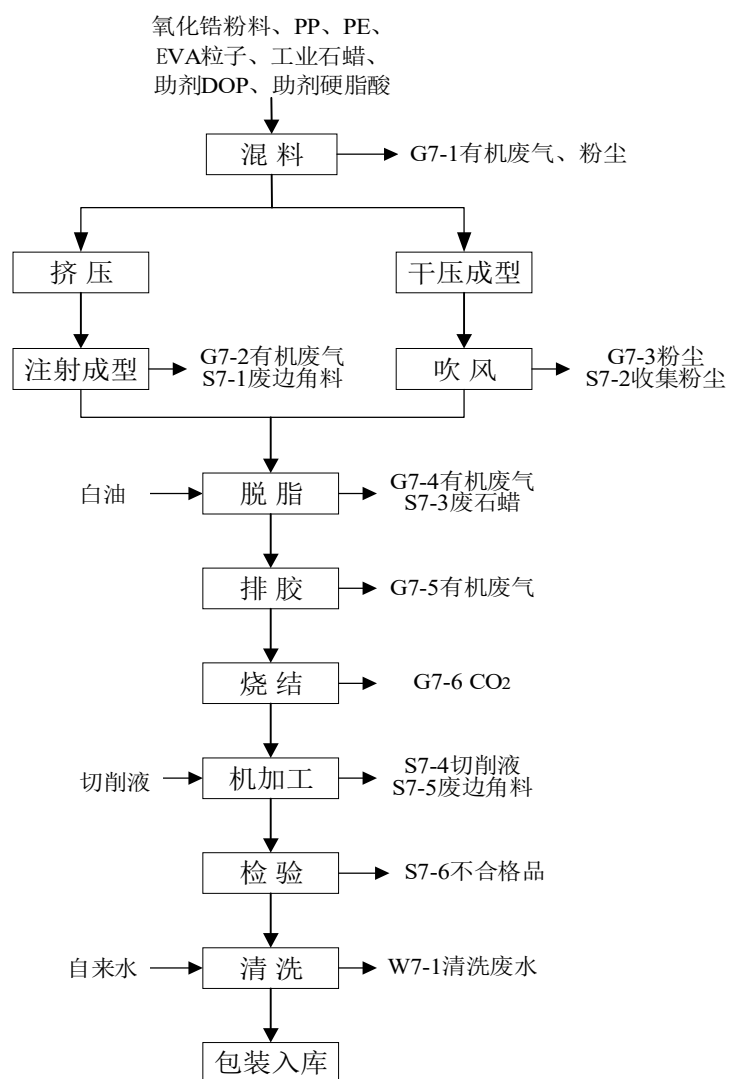 氧化锆粉料、PP、PE、
EVA粒子、工业石蜡、
助剂DOP、助剂硬脂酸
混 料
G7-1有机废气、粉尘
挤 压
干压成型
注射成型
G7-2有机废气
S7-1废边角料
吹 风
G7-3粉尘
S7-2收集粉尘
白油
脱 脂
G7-4有机废气
S7-3废石蜡
排 胶
G7-5有机废气
烧 结
G7-6 CO2
切削液
机加工
S7-4切削液
S7-5废边角料
检 验
S7-6不合格品
自来水
清 洗
W7-1清洗废水
包装入库